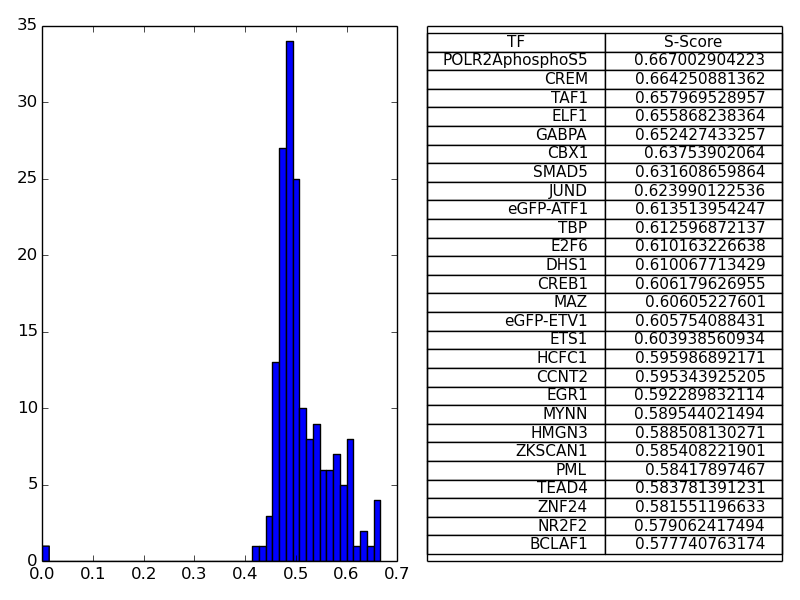 35
30
25
20
15
10
5
0
0.0 0.1 0.2 0.3 0.4 0.5 0.6 0.7
TF S-Score
POLR2AphosphoS5 0.667002904223
CREM 0.664250881362
TAF1 0.657969528957
ELF1 0.655868238364
GABPA 0.652427433257
CBX1 0.63753902064
SMAD5 0.631608659864
JUND 0.623990122536
eGFP-ATF1 0.613513954247
TBP 0.612596872137
E2F6 0.610163226638
DHS1 0.610067713429
CREB1 0.606179626955
MAZ 0.60605227601
eGFP-ETV1 0.605754088431
ETS1 0.603938560934
HCFC1 0.595986892171
CCNT2 0.595343925205
EGR1 0.592289832114
MYNN 0.589544021494
HMGN3 0.588508130271
ZKSCAN1 0.585408221901
PML 0.58417897467
TEAD4 0.583781391231
ZNF24 0.581551196633
NR2F2 0.579062417494
BCLAF1 0.577740763174